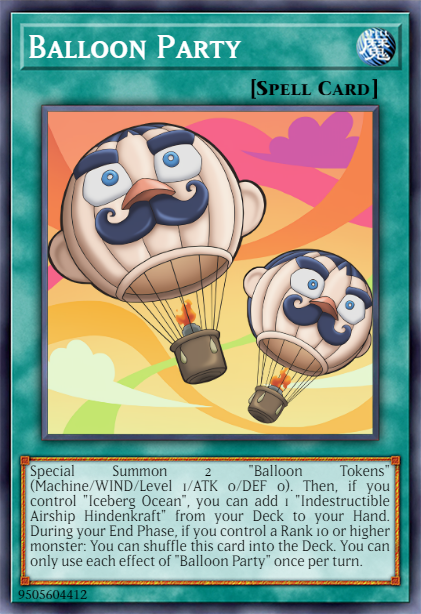 Balloon Party
魔
[Spell Card]
Special Summon 2 "Balloon Tokens"
(Machine/WIND/Level 1/ATK 0/DEF 0). Then, if you
control "Iceberg Ocean", you can add 1 "Indestructible
Airship Hindenkraft" from your Deck to your Hand.
During your End Phase, if you control a Rank 10 or higher
monster: You can shuffle this card into the Deck. You can
only use each effect of "Balloon Party" once per turn.
9505604412